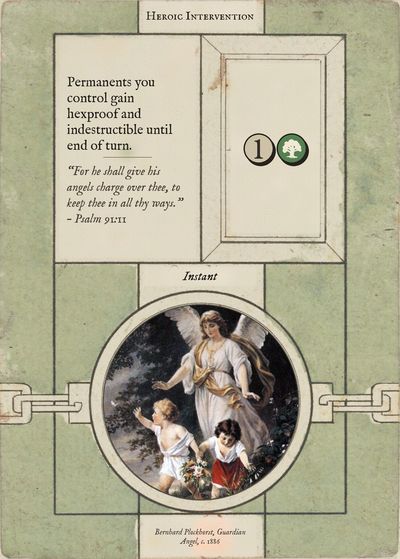 Heroic Intervention
Permanents you
control gain
hexproof and
indestructible until
end of turn.
“For he shall give his
angels charge over thee, to
keep thee in all thy ways.”
– Psalm 91:11
1
Instant
Bernhard Plockhorst, Guardian
Angel, c. 1886